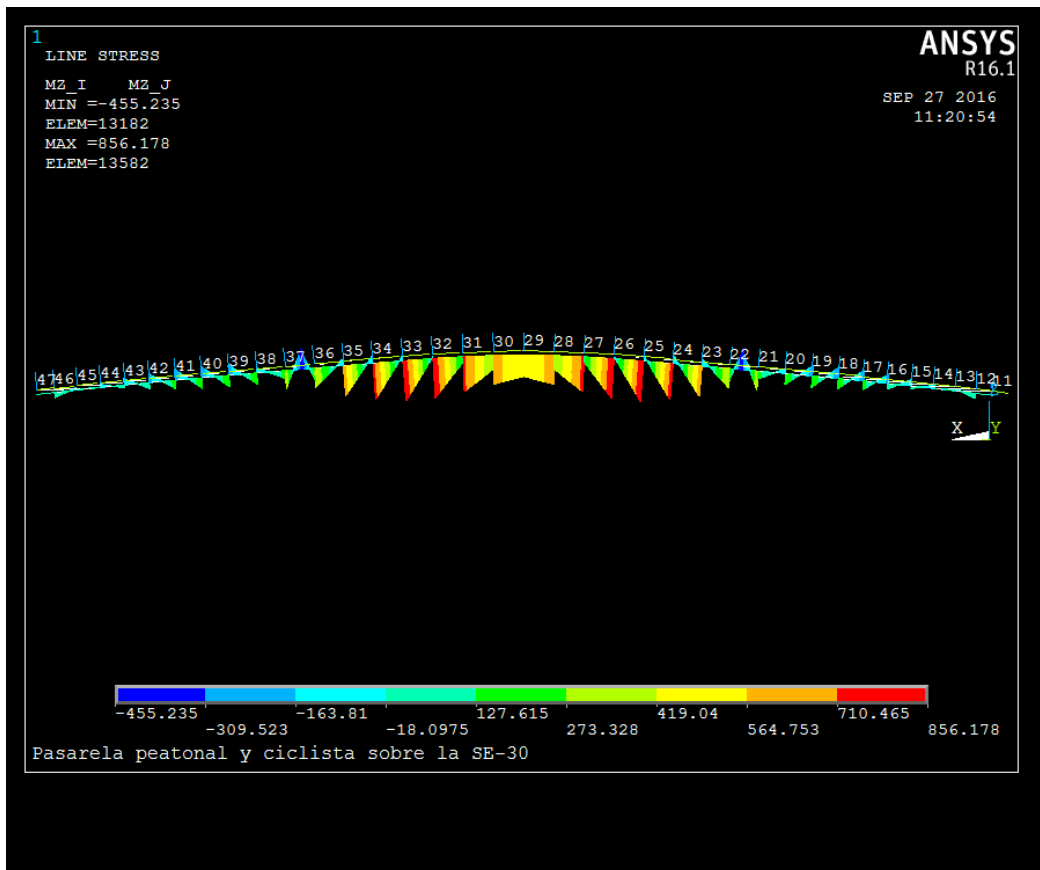 1
LINE STRESS
MZ_I MZ_J
MIN =-455.235
ELEM=13182
MAX =856.178
ELEM=13582
ANSYS
R16.1
SEP 27 2016
11:20:54
47 46 45 44 43 42 41 40 39 38 37 36 35 34 33 32 31 30 29 28 27 26 25 24 23 22 21 20 19 18 17 16 15 14 13 12 11
X Y
-455.235 -163.81 127.615 419.04 710.465
-309.523 -18.0975 273.328 564.753 856.178
Pasarela peatonal y ciclista sobre la SE-30